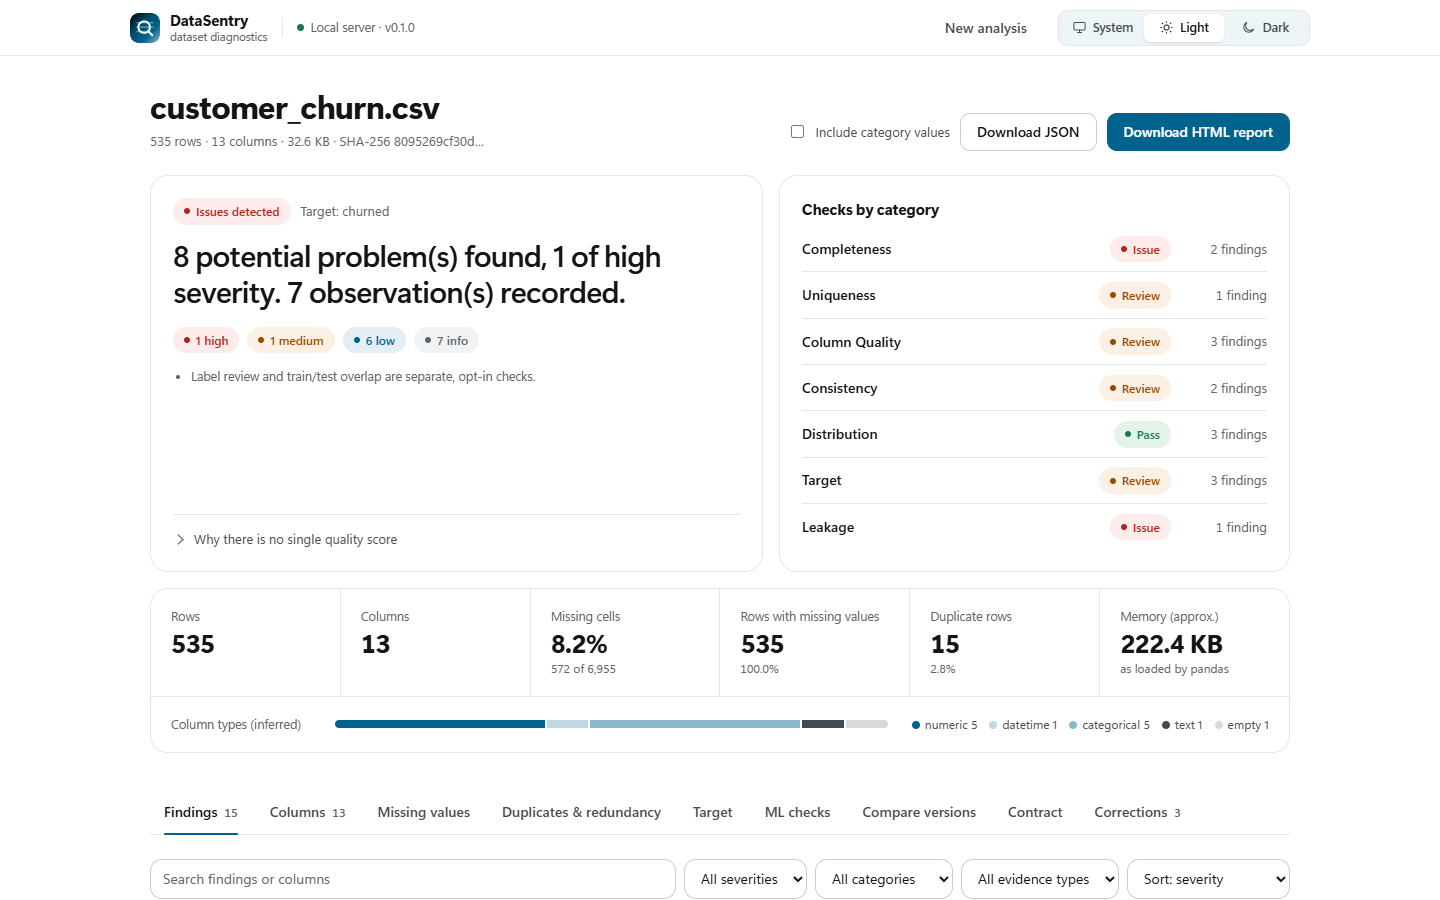 DataSentry
dataset diagnostics
Local server · v0.1.0
New analysis
System
Light
Dark
customer_churn.csv
535 rows · 13 columns · 32.6 KB · SHA-256 8095269cf30d...
Include category values
Download JSON
Download HTML report
Issues detected
Target: churned
8 potential problem(s) found, 1 of high
severity. 7 observation(s) recorded.
1 high
1 medium
6 low
7 info
Label review and train/test overlap are separate, opt-in checks.
Why there is no single quality score
Checks by category
Completeness Issue 2 findings
Uniqueness Review 1 finding
Column Quality Review 3 findings
Consistency Review 2 findings
Distribution Pass 3 findings
Target Review 3 findings
Leakage Issue 1 finding
Rows
535
Columns
13
Missing cells
8.2%
572 of 6,955
Rows with missing values
535
100.0%
Duplicate rows
15
2.8%
Memory (approx.)
222.4 KB
as loaded by pandas
Column types (inferred)
numeric 5
datetime 1
categorical 5
text 1
empty 1
Findings 15
Columns 13
Missing values
Duplicates & redundancy
Target
ML checks
Compare versions
Contract
Corrections 3
Search findings or columns
All severities
All categories
All evidence types
Sort: severity